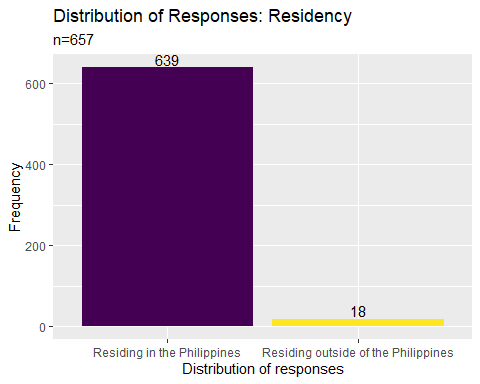 Distribution of Responses: Residency
n=657
639
18
600
400
200
0
Frequency
Residing in the Philippines
Residing outside of the Philippines
Distribution of responses